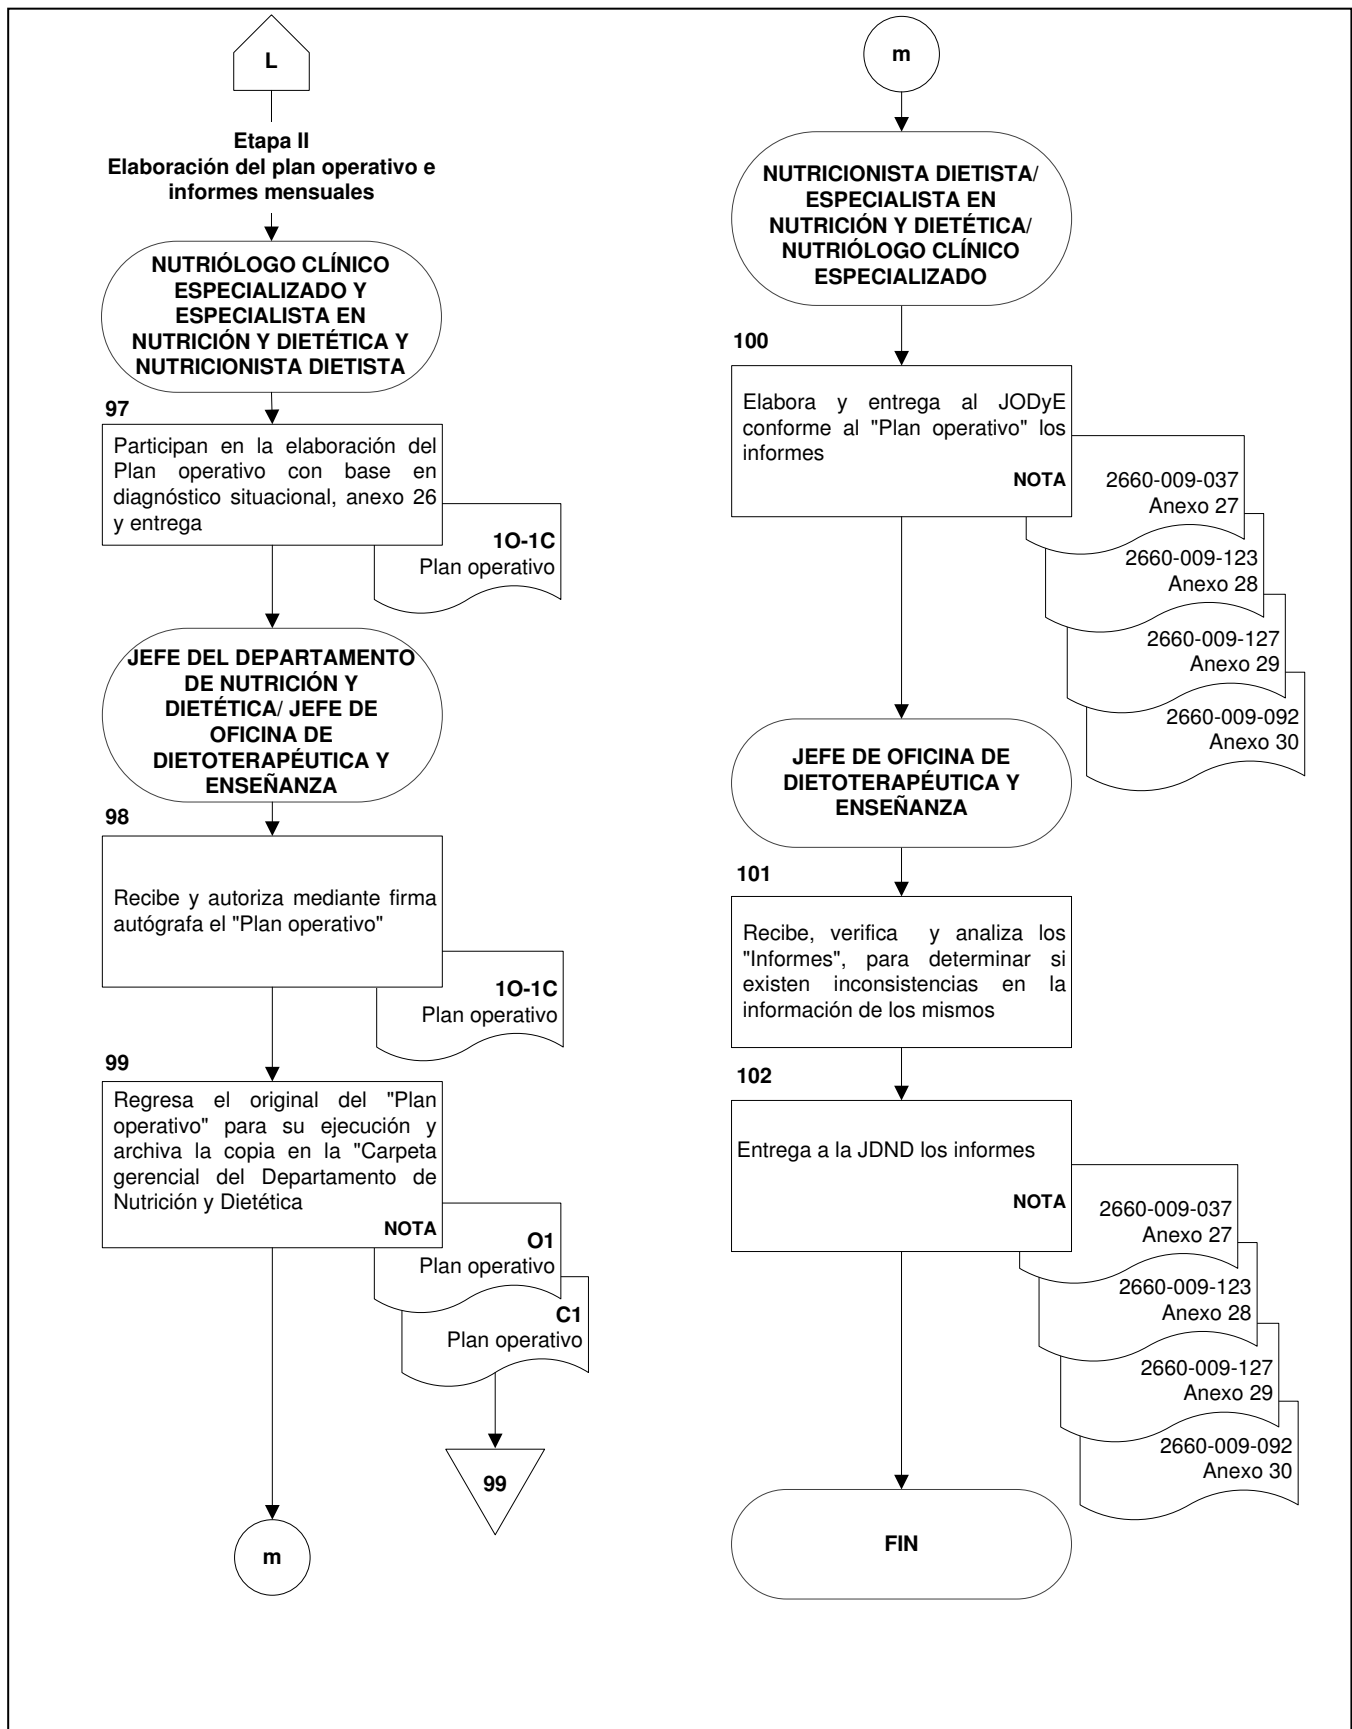 L
Etapa II
Elaboración del plan operativo e
informes mensuales
NUTRIÓLOGO CLÍNICO
ESPECIALIZADO Y
ESPECIALISTA EN
NUTRICIÓN Y DIETÉTICA Y
NUTRICIONISTA DIETISTA
97
Participan en la elaboración del
Plan operativo con base en
diagnóstico situacional, anexo 26
y entrega
1O-1C
Plan operativo
JEFE DEL DEPARTAMENTO
DE NUTRICIÓN Y
DIETÉTICA/ JEFE DE
OFICINA DE
DIETOTERAPÉUTICA Y
ENSEÑANZA
98
Recibe y autoriza mediante firma
autógrafa el "Plan operativo"
1O-1C
Plan operativo
99
Regresa el original del "Plan
operativo" para su ejecución y
archiva la copia en la "Carpeta
gerencial del Departamento de
Nutrición y Dietética
NOTA
O1
Plan operativo
C1
Plan operativo
99
m
m
NUTRICIONISTA DIETISTA/
ESPECIALISTA EN
NUTRICIÓN Y DIETÉTICA/
NUTRIÓLOGO CLÍNICO
ESPECIALIZADO
100
Elabora y entrega al JODyE
conforme al "Plan operativo" los
informes
NOTA
2660-009-037
Anexo 27
2660-009-123
Anexo 28
2660-009-127
Anexo 29
2660-009-092
Anexo 30
JEFE DE OFICINA DE
DIETOTERAPÉUTICA Y
ENSEÑANZA
101
Recibe, verifica y analiza los
"Informes", para determinar si
existen inconsistencias en la
información de los mismos
102
Entrega a la JDND los informes
NOTA
2660-009-037
Anexo 27
2660-009-123
Anexo 28
2660-009-127
Anexo 29
2660-009-092
Anexo 30
FIN